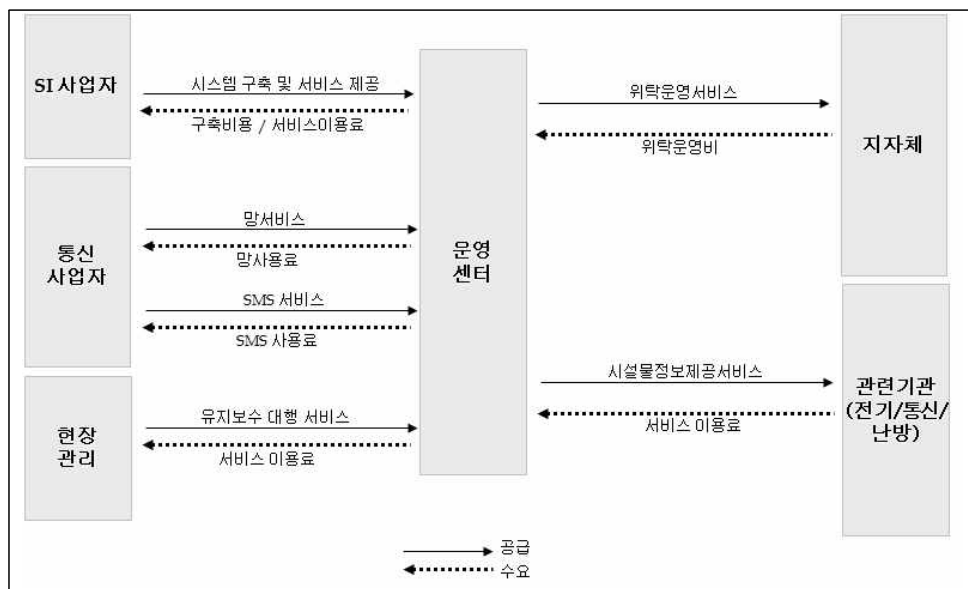 SI 사업자
시스템 구축 및 서비스 제공
구축비용 / 서비스이용료
통신
사업자
망서비스
망사용료
SMS 서비스
SMS 사용료
현장
관리
유지보수 대행 서비스
서비스 이용료
운영
센터
위탁운영서비스
위탁운영비
지자체
시설물정보제공서비스
서비스 이용료
관련기관
(전기/통신/
난방)
공급
수요